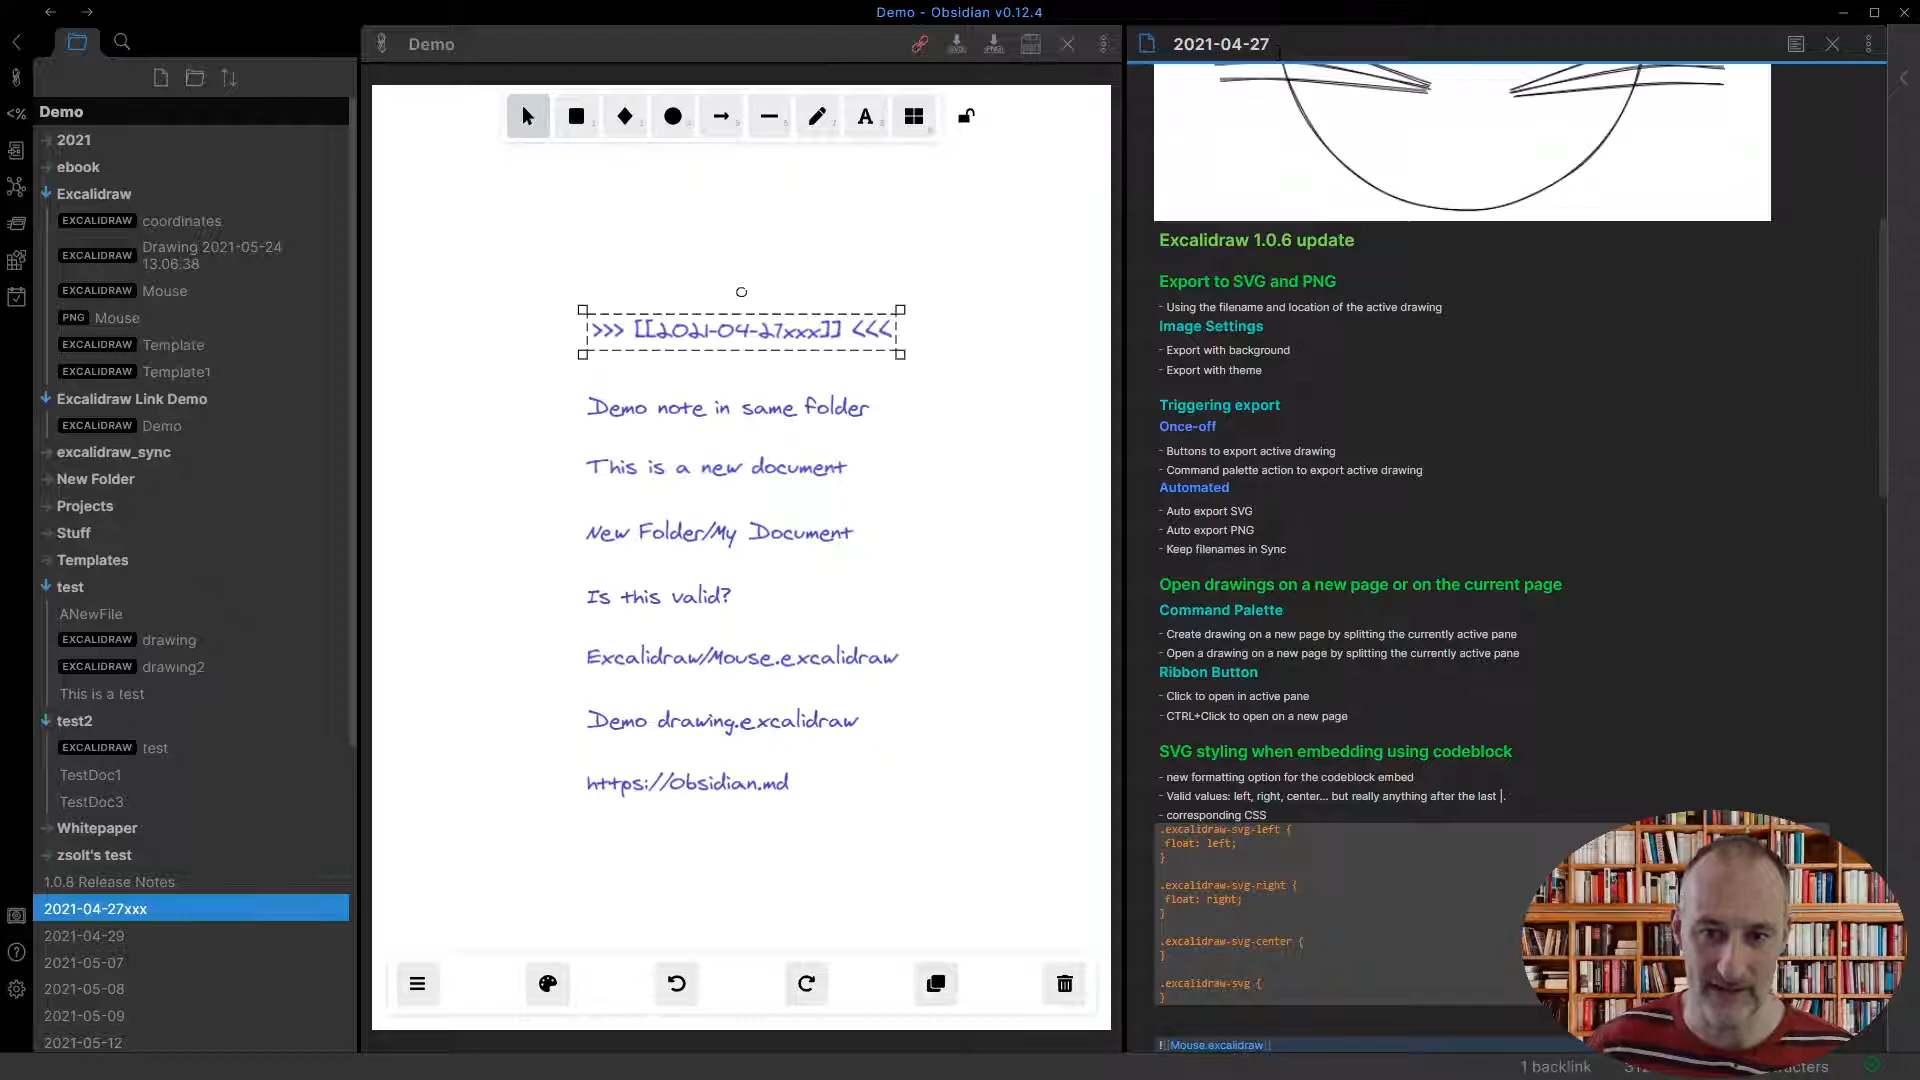 Demo - Obsidian v0.12.4
Demo
2021-04-27
Demo
2021
ebook
Excalidraw
EXCALIDRAW coordinates
EXCALIDRAW Drawing 2021-05-24 13.06.38
EXCALIDRAW Mouse
PNG Mouse
EXCALIDRAW Template
EXCALIDRAW Template1
Excalidraw Link Demo
EXCALIDRAW Demo
excalidraw_sync
New Folder
Projects
Stuff
Templates
test
ANewFile
EXCALIDRAW drawing
EXCALIDRAW drawing2
This is a test
test2
EXCALIDRAW test
TestDoc1
TestDoc3
Whitepaper
zsolt's test
1.0.8 Release Notes
2021-04-27xxx
2021-04-29
2021-05-07
2021-05-08
2021-05-09
2021-05-12
A
>>> [[2021-04-27xxx]] <<<
Demo note in same folder
This is a new document
New Folder/My Document
Is this valid?
Excalidraw/Mouse.excalidraw
Demo drawing.excalidraw
https://Obsidian.md
Excalidraw 1.0.6 update
Export to SVG and PNG
- Using the filename and location of the active drawing
Image Settings
- Export with background
- Export with theme
Triggering export
Once-off
- Buttons to export active drawing
- Command palette action to export active drawing
Automated
- Auto export SVG
- Auto export PNG
- Keep filenames in Sync
Open drawings on a new page or on the current page
Command Palette
- Create drawing on a new page by splitting the currently active pane
- Open a drawing on a new page by splitting the currently active pane
Ribbon Button
- Click to open in active pane
- CTRL+Click to open on a new page
SVG styling when embedding using codeblock
- new formatting option for the codeblock embed
- Valid values: left, right, center... but really anything after the last |.
- corresponding CSS
.excalidraw-svg-left {
float: left;
}
.excalidraw-svg-right {
float: right;
}
.excalidraw-svg-center {
}
.excalidraw-svg {
}
![[Mouse.excalidraw]]
1 backlink